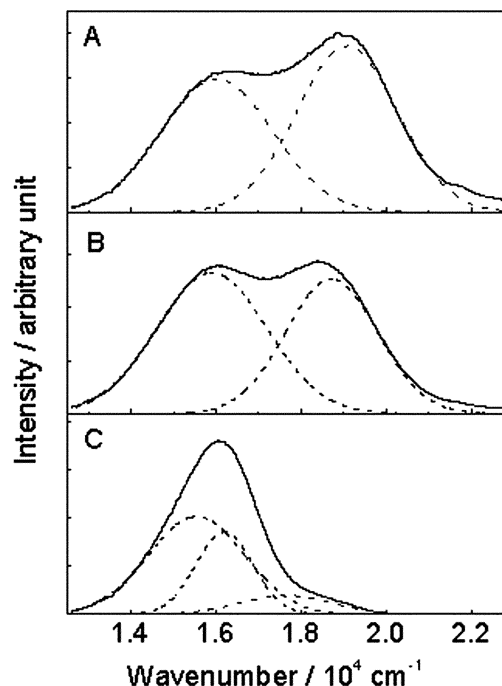 A
B
C
Intensity / arbitrary unit
1.4 1.6 1.8 2.0 2.2
Wavenumber / 10⁴ cm⁻¹